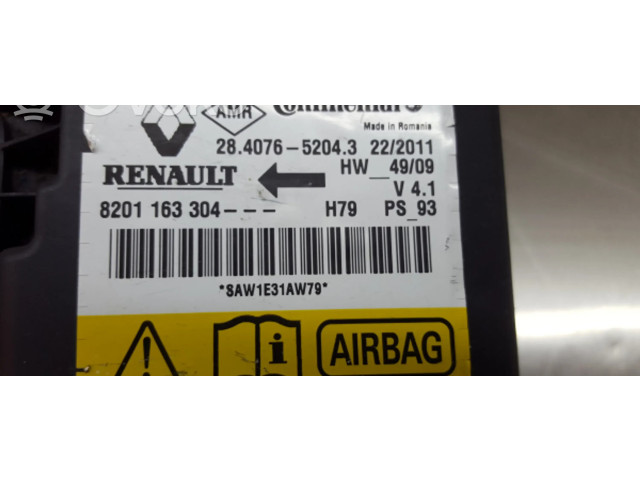 AMR Continental
Made in Romania
28.4076-5204.3 22/2011
RENAULT HW__49/09
V 4.1
8201 163 304--- H79 PS_93
*SAW1E31AW79*
i AIRBAG